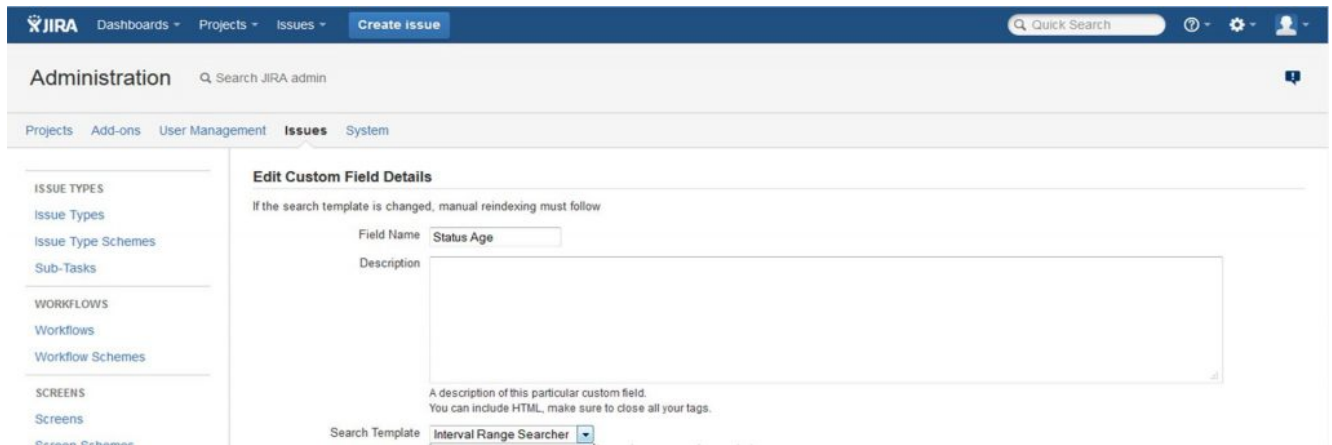 JIRA Dashboards Projects Issues Create issue Quick Search
Administration Search JIRA admin
Projects Add-ons User Management Issues System
ISSUE TYPES
Issue Types
Issue Type Schemes
Sub-Tasks
WORKFLOWS
Workflows
Workflow Schemes
SCREENS
Screens
Screen Schemes
Edit Custom Field Details
If the search template is changed, manual reindexing must follow
Field Name Status Age
Description
A description of this particular custom field.
You can include HTML, make sure to close all your tags.
Search Template Interval Range Searcher